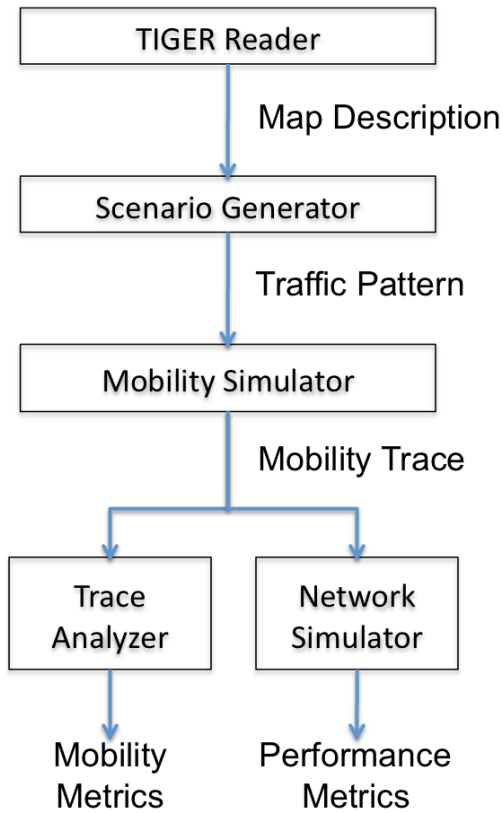 TIGER Reader
Map Description
Scenario Generator
Traffic Pattern
Mobility Simulator
Mobility Trace
Trace
Analyzer
Network
Simulator
Mobility
Metrics
Performance
Metrics